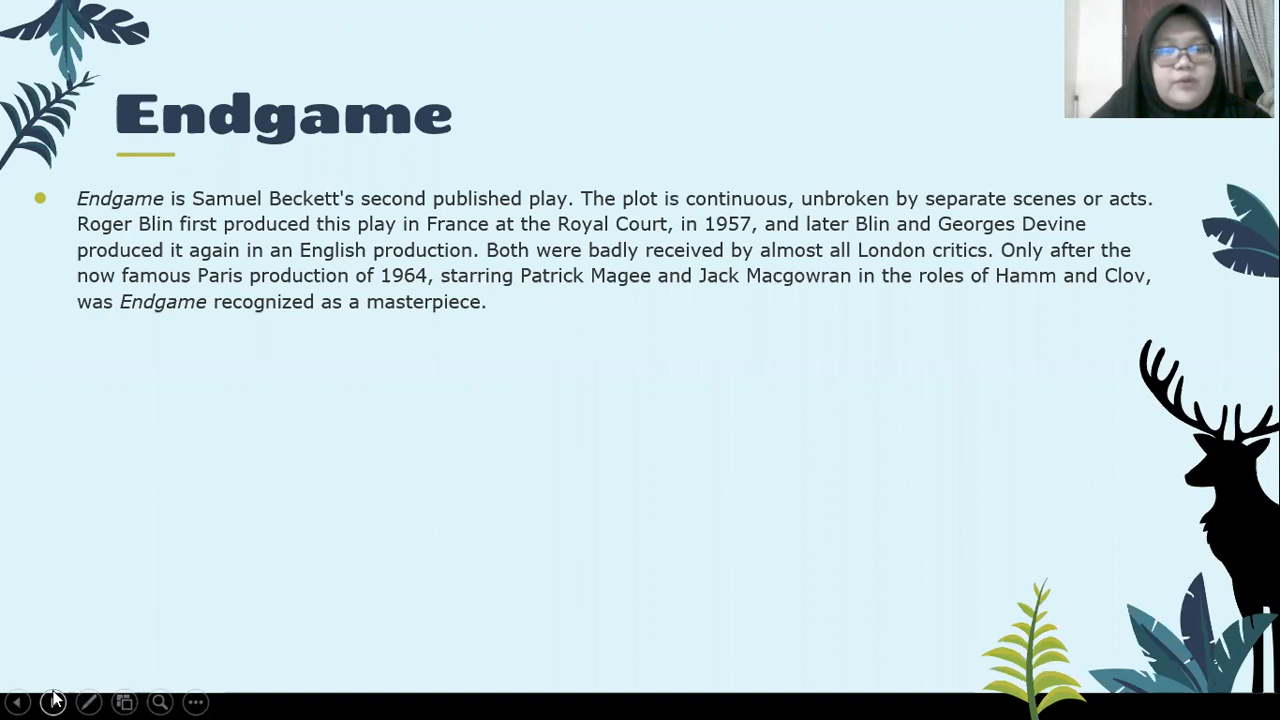 Endgame
Endgame is Samuel Beckett's second published play. The plot is continuous, unbroken by separate scenes or acts.
Roger Blin first produced this play in France at the Royal Court, in 1957, and later Blin and Georges Devine
produced it again in an English production. Both were badly received by almost all London critics. Only after the
now famous Paris production of 1964, starring Patrick Magee and Jack Macgowran in the roles of Hamm and Clov,
was Endgame recognized as a masterpiece.